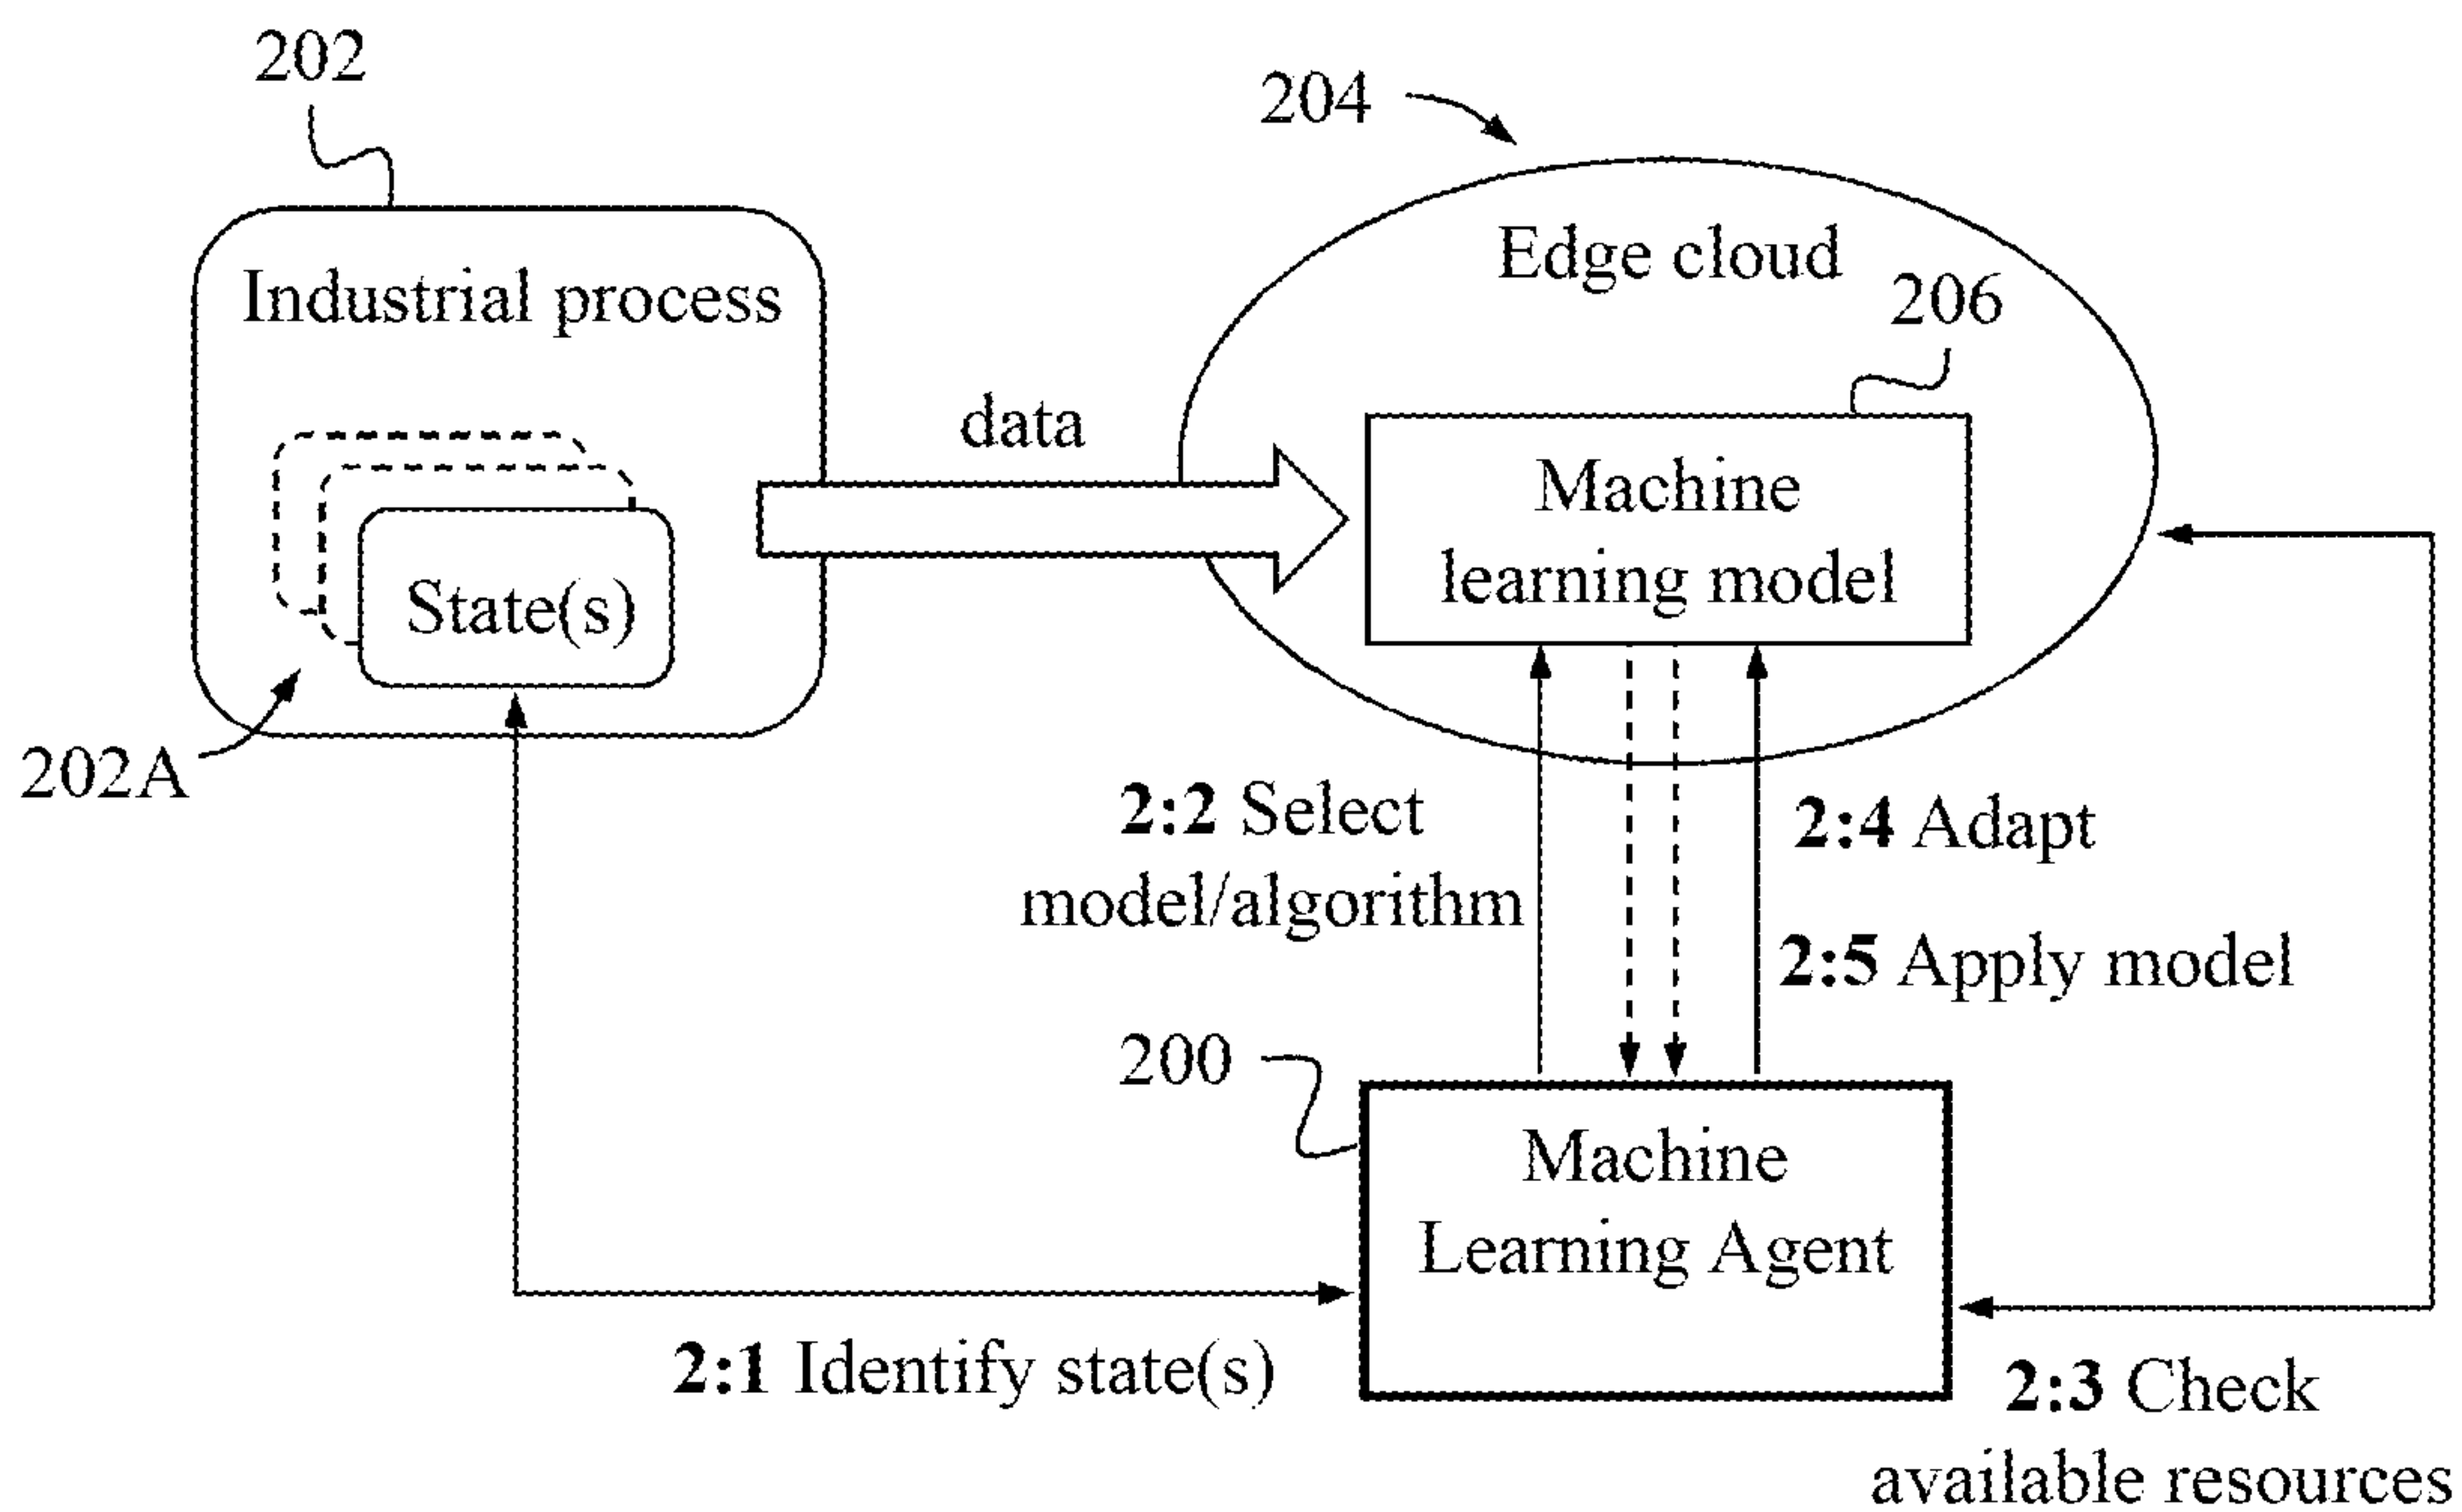 202
204
Industrial process
Edge cloud
206
data
Machine
learning model
State(s)
202A
2:2 Select
model/algorithm
2:4 Adapt
2:5 Apply model
200
Machine
Learning Agent
2:1 Identify state(s)
2:3 Check
available resources